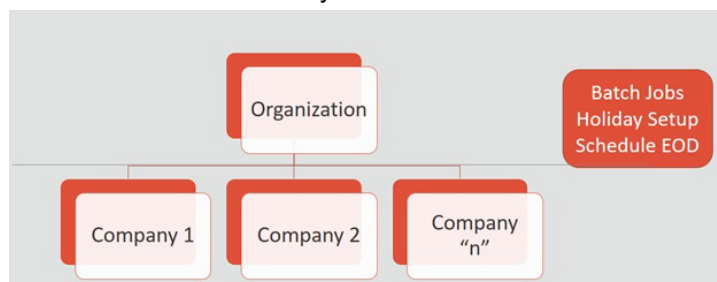 Organization
Batch Jobs
Holiday Setup
Schedule EOD
Company 1
Company 2
Company
“n”